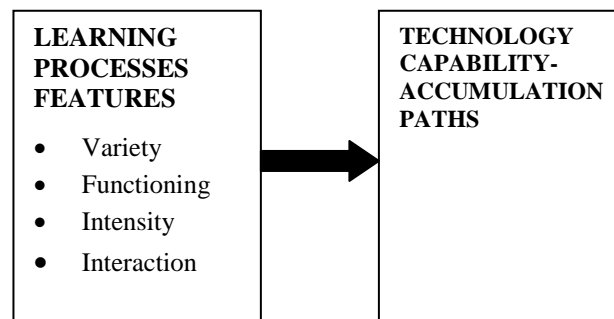 LEARNING
PROCESSES
FEATURES
• Variety
• Functioning
• Intensity
• Interaction
TECHNOLOGY
CAPABILITY-
ACCUMULATION
PATHS